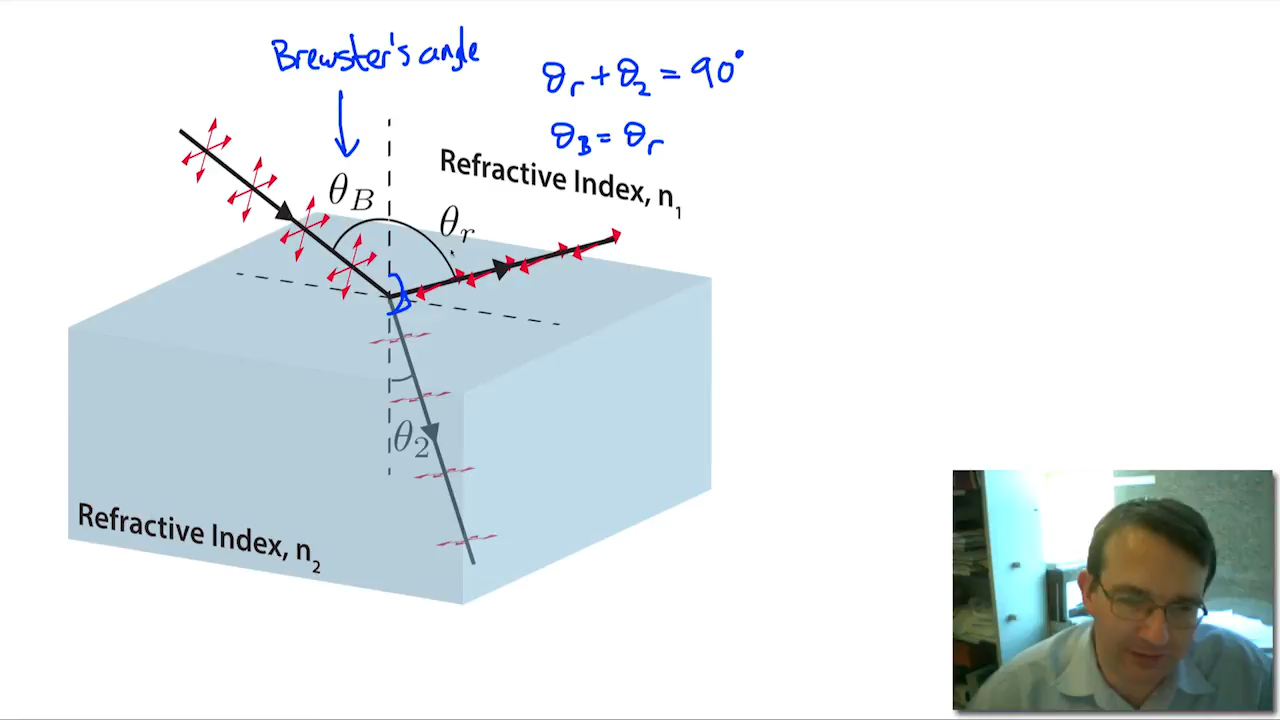 Brewster's angle
θr + θ2 = 90°
θB = θr
Refractive Index, n1
θB
θr
θ2
Refractive Index, n2